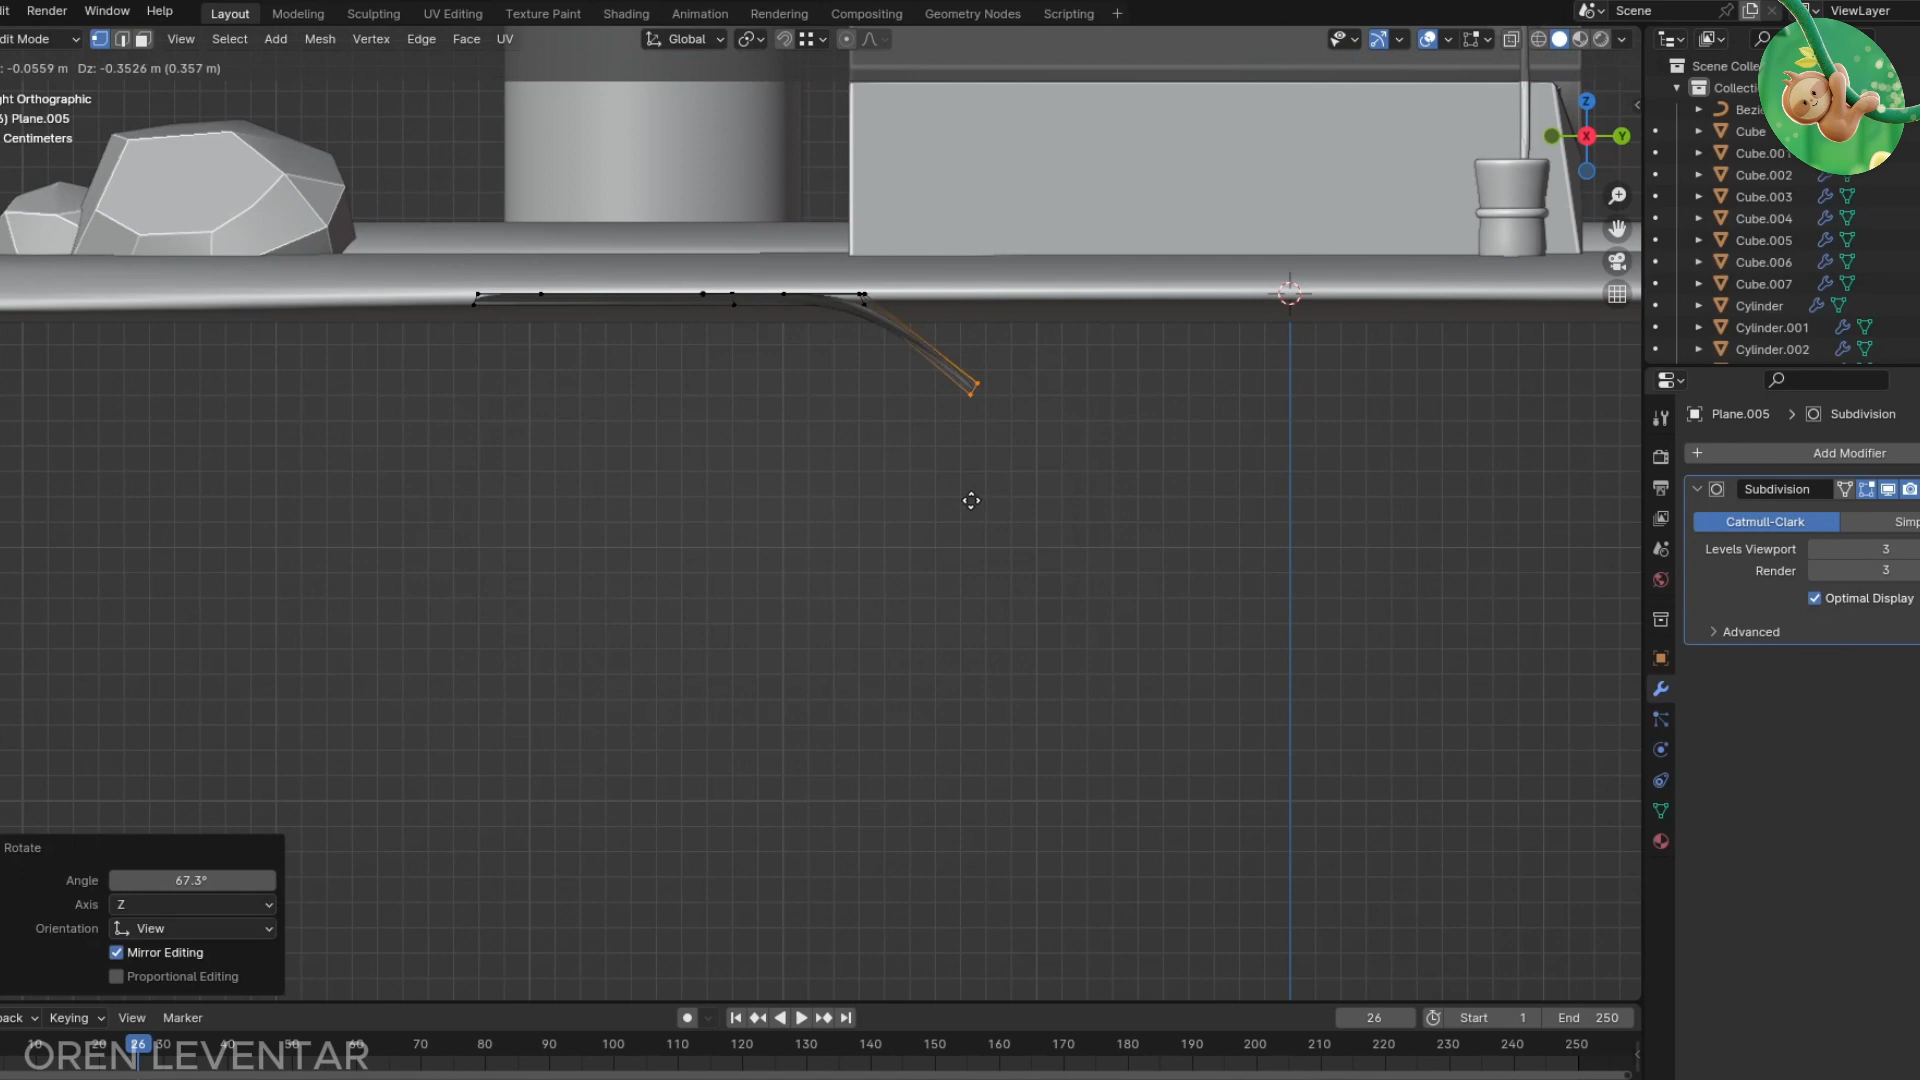 it
Render
Window
Help
Layout
Modeling
Sculpting
UV Editing
Texture Paint
Shading
Animation
Rendering
Compositing
Geometry Nodes
Scripting
+
Scene
ViewLayer
dit Mode
View
Select
Add
Mesh
Vertex
Edge
Face
UV
Global
: -0.0559 m   Dz: -0.3526 m (0.357 m)
ght Orthographic
6) Plane.005
Centimeters
Z
X
Y
Scene Colle
Collectio
Bezi
Cube
Cube.001
Cube.002
Cube.003
Cube.004
Cube.005
Cube.006
Cube.007
Cylinder
Cylinder.001
Cylinder.002
Plane.005
Subdivision
Add Modifier
Subdivision
Catmull-Clark
Simp
Levels Viewport 3
Render 3
Optimal Display
Advanced
Rotate
Angle 67.3°
Axis Z
Orientation View
Mirror Editing
Proportional Editing
back
Keying
View
Marker
26
Start 1
End 250
10 20 26 30 40 50 60 70 80 90 100 110 120 130 140 150 160 170 180 190 200 210 220 230 240 250
OREN LEVENTAR